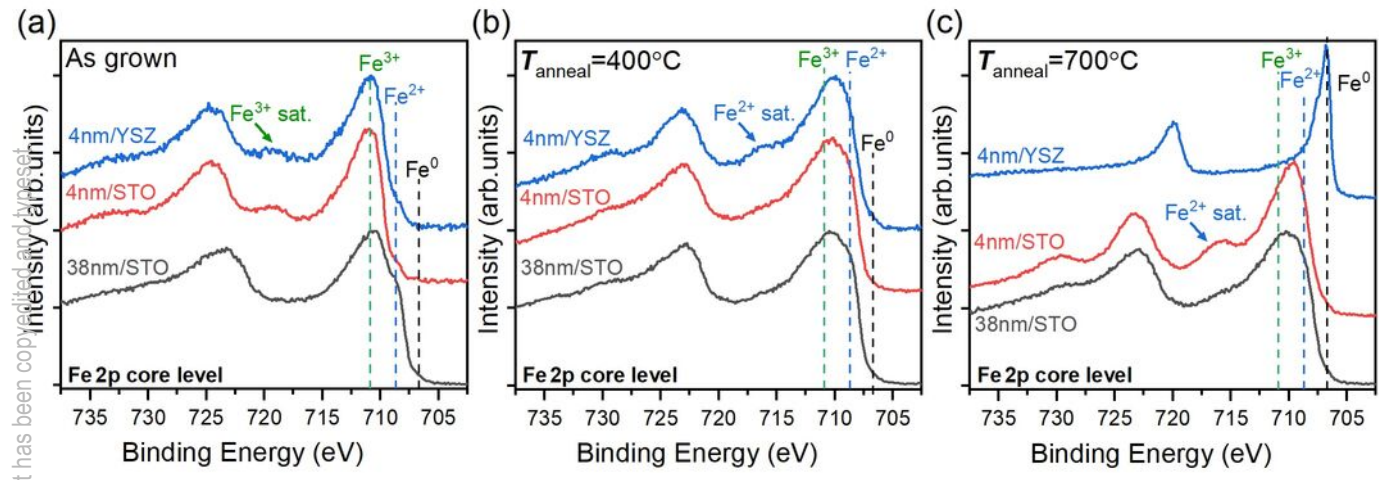 (a)
As grown
Fe³⁺
Fe²⁺
Fe³⁺ sat.
Fe⁰
4nm/YSZ
4nm/STO
38nm/STO
Fe 2p core level
735 730 725 720 715 710 705
Binding Energy (eV)
Intensity (arb.units)
(b)
Tanneal=400°C
Fe³⁺
Fe²⁺
Fe²⁺ sat.
Fe⁰
4nm/YSZ
4nm/STO
38nm/STO
Fe 2p core level
735 730 725 720 715 710 705
Binding Energy (eV)
Intensity (arb.units)
(c)
Tanneal=700°C
Fe³⁺
Fe²⁺
Fe⁰
4nm/YSZ
Fe²⁺ sat.
4nm/STO
38nm/STO
Fe 2p core level
735 730 725 720 715 710 705
Binding Energy (eV)
Intensity (arb.units)
t has been copyedited and typeset.